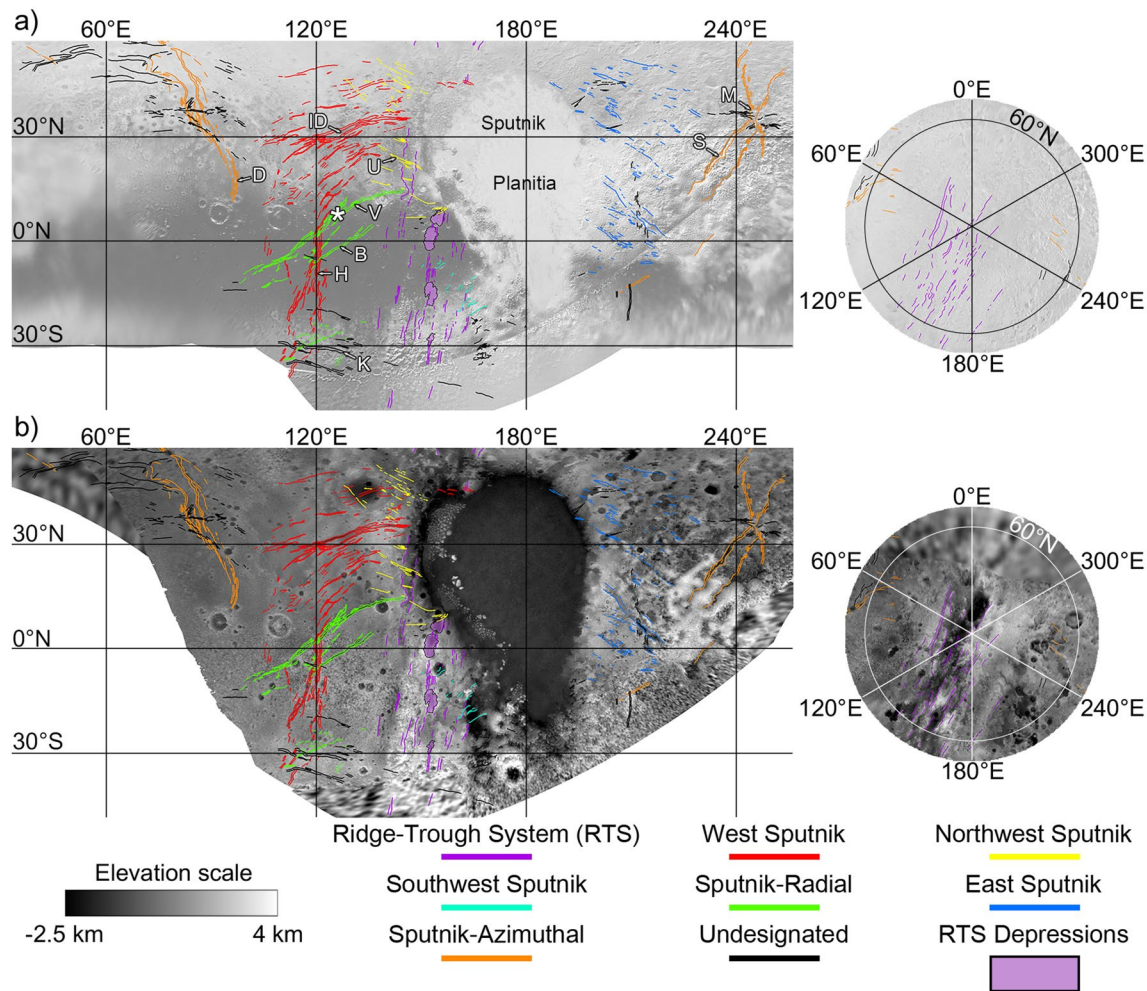 a)
60°E 120°E 180°E 240°E
30°N
0°N
30°S
Sputnik
Planitia
ID
U
V
*
B
H
K
D
M
S
0°E
60°N
60°E 300°E
120°E 240°E
180°E
b)
60°E 120°E 180°E 240°E
30°N
0°N
30°S
0°E
60°N
60°E 300°E
120°E 240°E
180°E
Elevation scale
-2.5 km 4 km
Ridge-Trough System (RTS) West Sputnik Northwest Sputnik
Southwest Sputnik Sputnik-Radial East Sputnik
Sputnik-Azimuthal Undesignated RTS Depressions